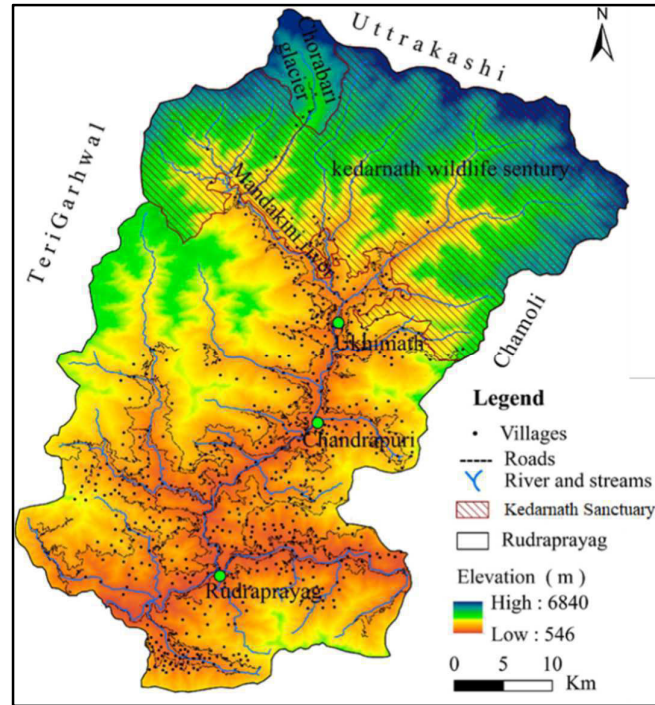 N
Uttrakashi
Chorabari
glacier
kedarnath wildlife sentury
Mandakini river
TeriGarhwal
Chamoli
Ukhimath
Chandrapuri
Rudraprayag
Legend
Villages
Roads
River and streams
Kedarnath Sanctuary
Rudraprayag
Elevation ( m )
High : 6840
Low : 546
0 5 10
Km